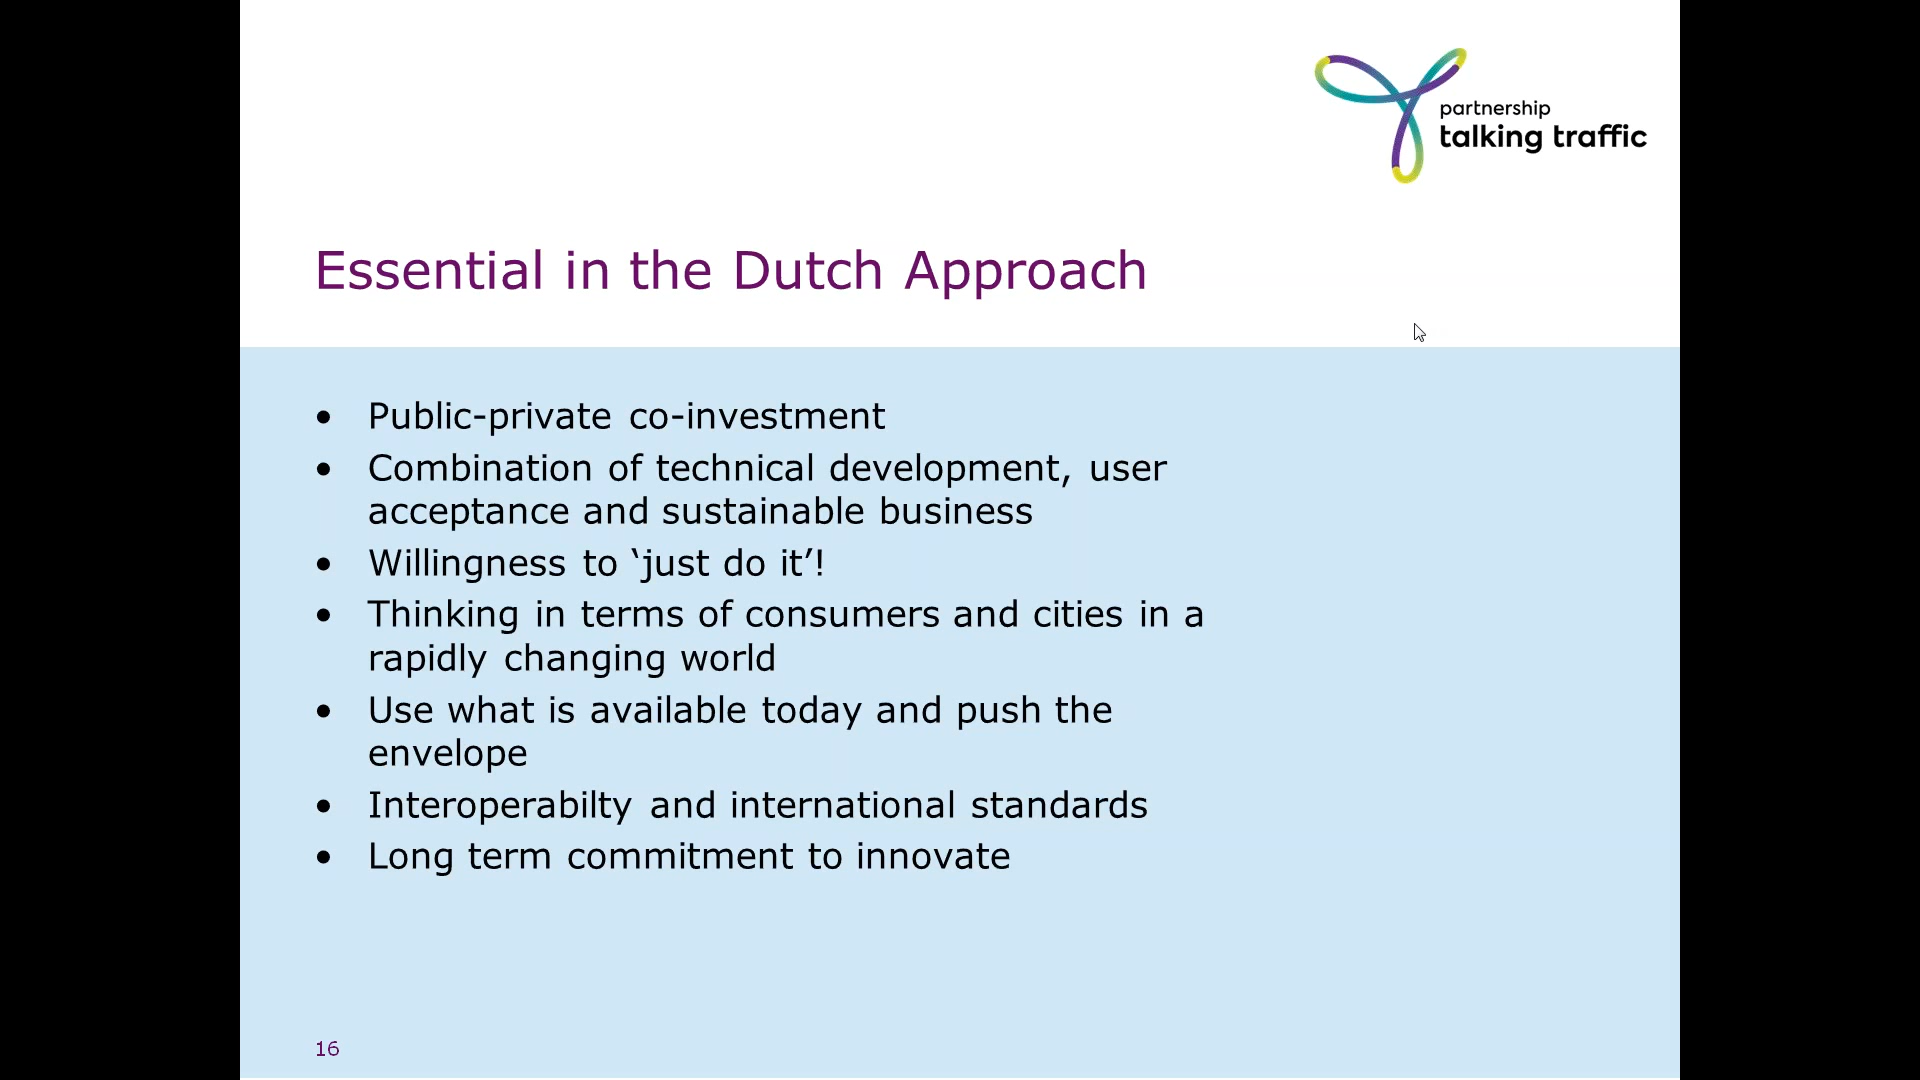 partnership
talking traffic
Essential in the Dutch Approach
• Public-private co-investment
• Combination of technical development, user
acceptance and sustainable business
• Willingness to ‘just do it’!
• Thinking in terms of consumers and cities in a
rapidly changing world
• Use what is available today and push the
envelope
• Interoperabilty and international standards
• Long term commitment to innovate
16